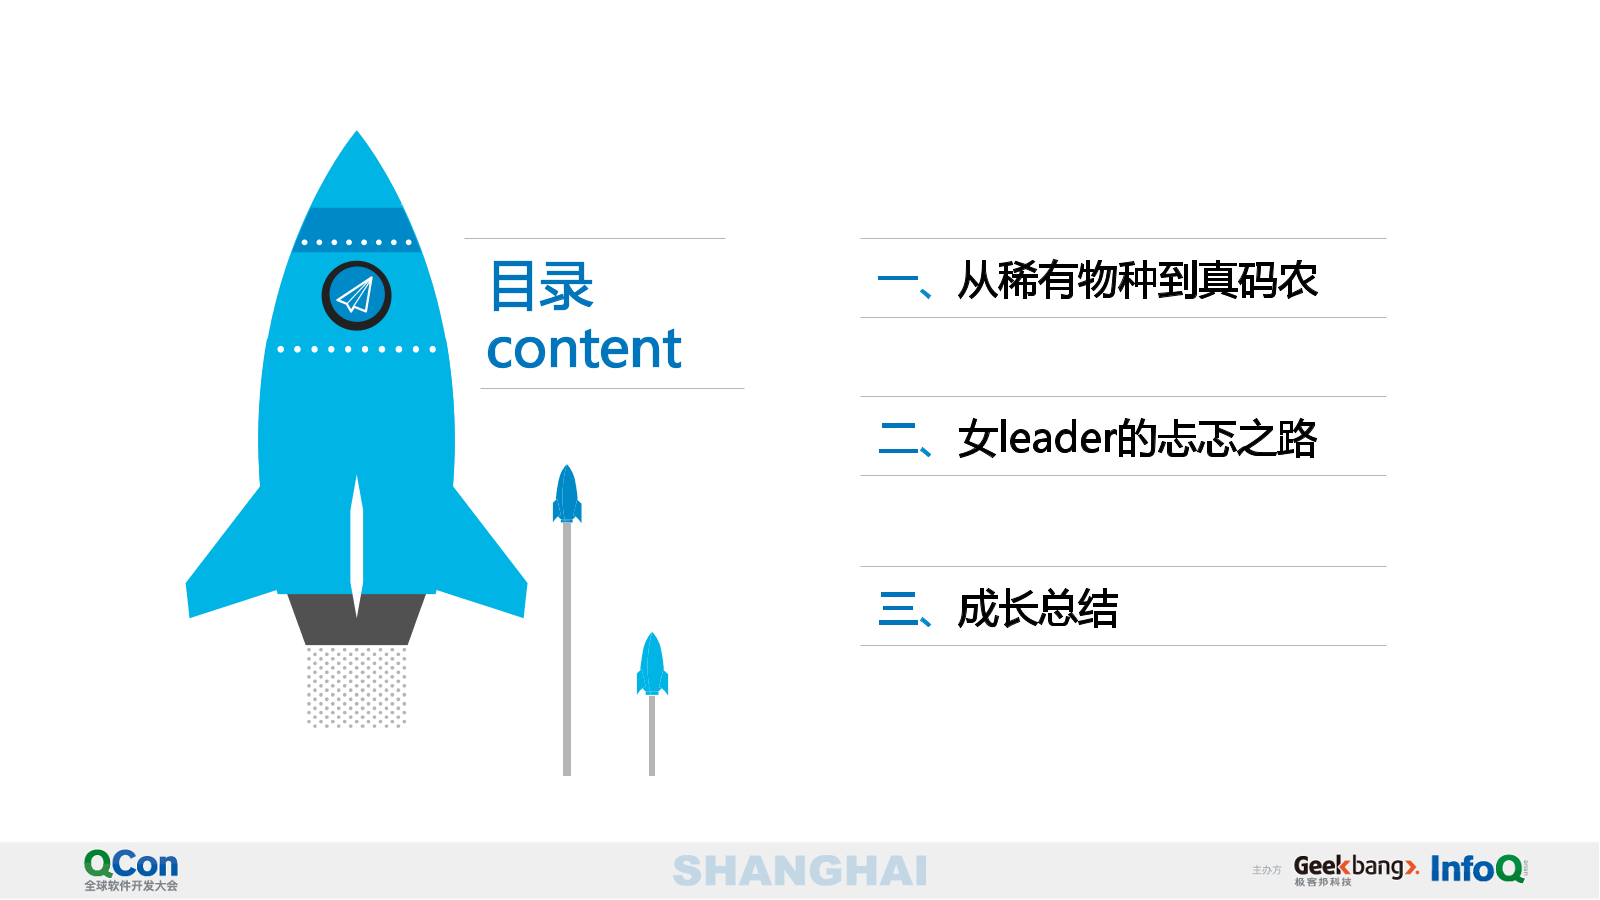 目录
content
一、从稀有物种到真码农
二、女leader的忐忑之路
三、成长总结
QCon
全球软件开发大会
SHANGHAI
主办方
Geekbang>.
极客邦科技
InfoQ